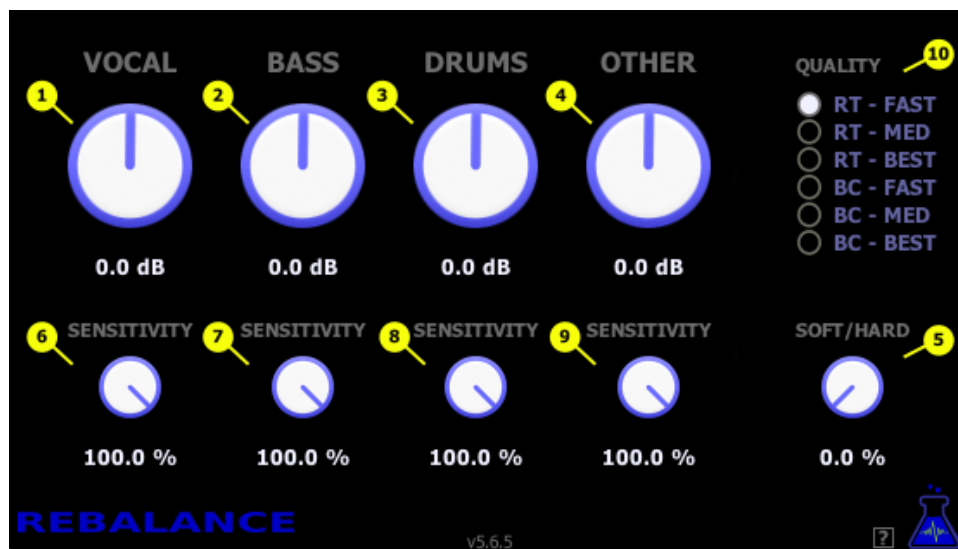 VOCAL BASS DRUMS OTHER
QUALITY 10
1 2 3 4
RT - FAST
RT - MED
RT - BEST
BC - FAST
BC - MED
BC - BEST
0.0 dB 0.0 dB 0.0 dB 0.0 dB
6 SENSITIVITY 7 SENSITIVITY 8 SENSITIVITY 9 SENSITIVITY SOFT/HARD 5
100.0 % 100.0 % 100.0 % 100.0 % 0.0 %
REBALANCE
v5.6.5
?